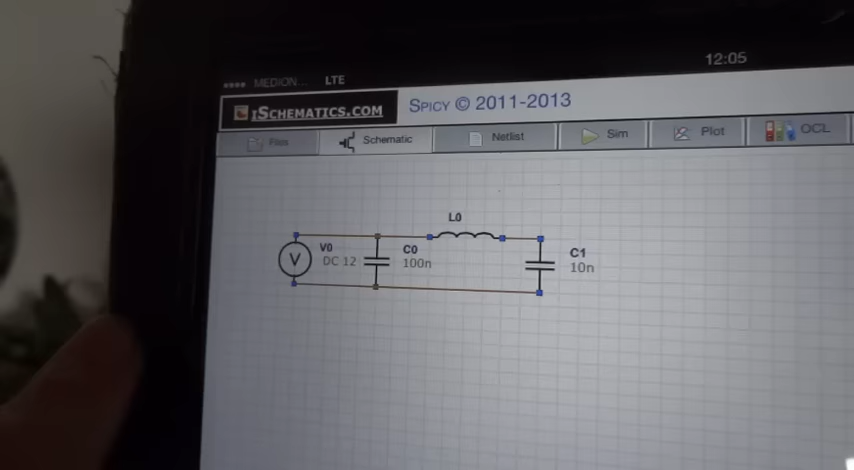 12:05
MEDION... LTE
iSCHEMATICS.COM SPICY © 2011-2013
Files Schematic Netlist Sim Plot OCL
L0
V0 C0 C1
V DC 12 100n 10n